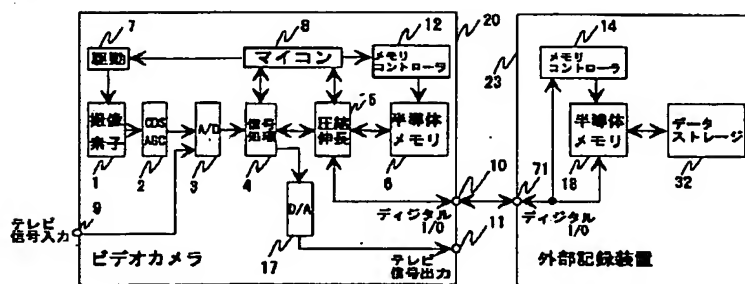 7
8
12
20
14
駆動
マイコン
メモリ
コントローラ
23
メモリ
コントローラ
5
撮像
素子
CDS
AGC
A/D
信号
処理
圧縮
伸長
半導体
メモリ
半導体
メモリ
データ
ストレージ
1
2
3
4
6
10
71
18
32
9
テレビ
信号入力
D/A
17
ディジタル
I/O
11
ディジタル
I/O
ビデオカメラ
テレビ
信号出力
外部記録装置